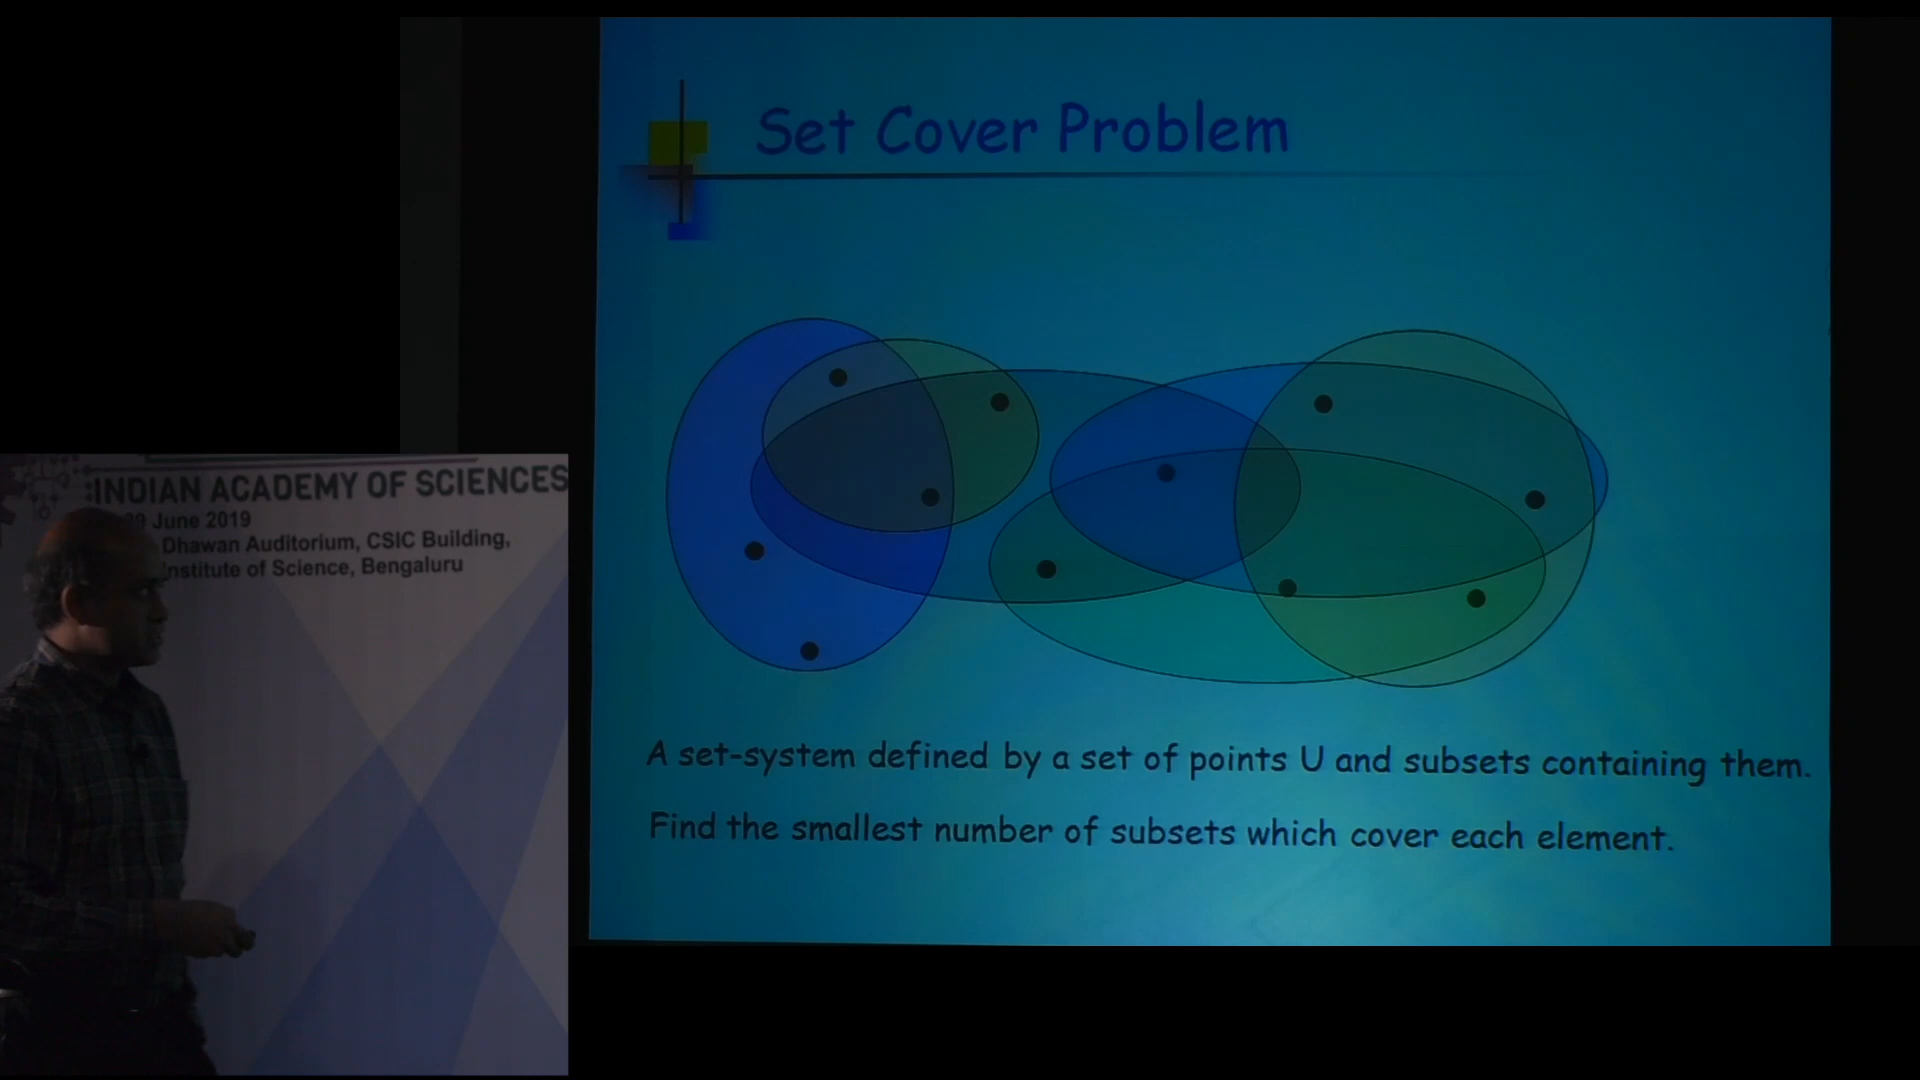 Set Cover Problem
INDIAN ACADEMY OF SCIENCES
29 June 2019
Dhawan Auditorium, CSIC Building,
Institute of Science, Bengaluru
A set-system defined by a set of points U and subsets containing them.
Find the smallest number of subsets which cover each element.